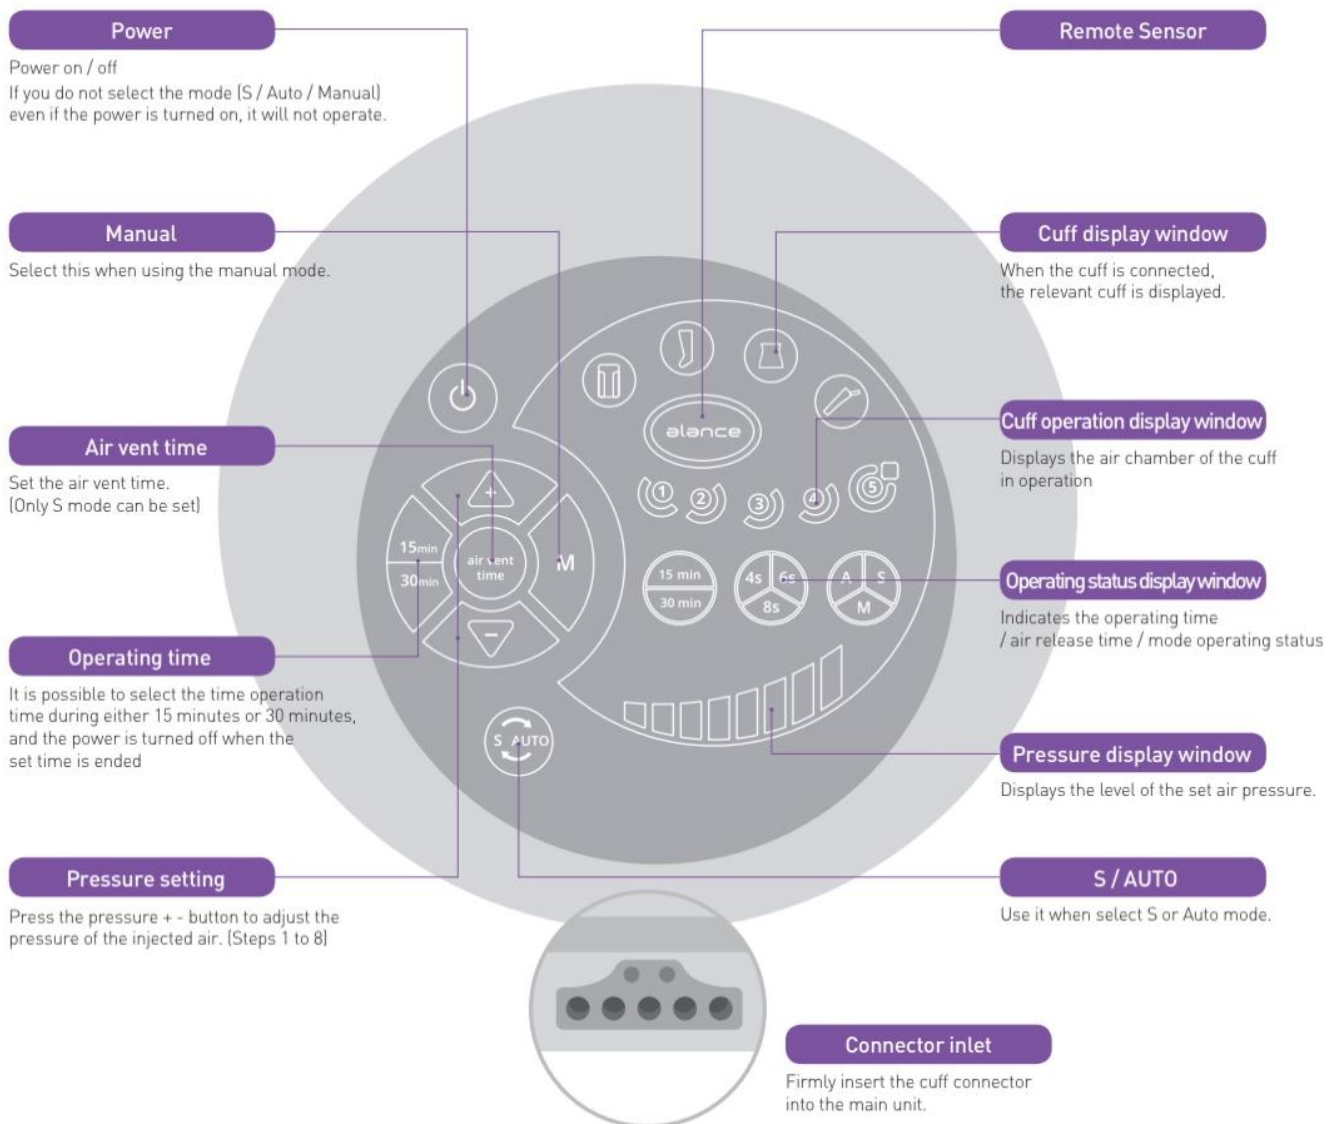 Power
Power on / off
If you do not select the mode (S / Auto / Manual)
even if the power is turned on, it will not operate.
Manual
Select this when using the manual mode.
Air vent time
Set the air vent time.
(Only S mode can be set)
Operating time
It is possible to select the time operation
time during either 15 minutes or 30 minutes,
and the power is turned off when the
set time is ended
Pressure setting
Press the pressure + - button to adjust the
pressure of the injected air. (Steps 1 to 8)
+
15min
30min
air vent
time
M
−
S AUTO
alance
1
2
3
4
5
15 min
30 min
4s
6s
8s
A
S
M
Remote Sensor
Cuff display window
When the cuff is connected,
the relevant cuff is displayed.
Cuff operation display window
Displays the air chamber of the cuff
in operation
Operating status display window
Indicates the operating time
/ air release time / mode operating status
Pressure display window
Displays the level of the set air pressure.
S / AUTO
Use it when select S or Auto mode.
Connector inlet
Firmly insert the cuff connector
into the main unit.